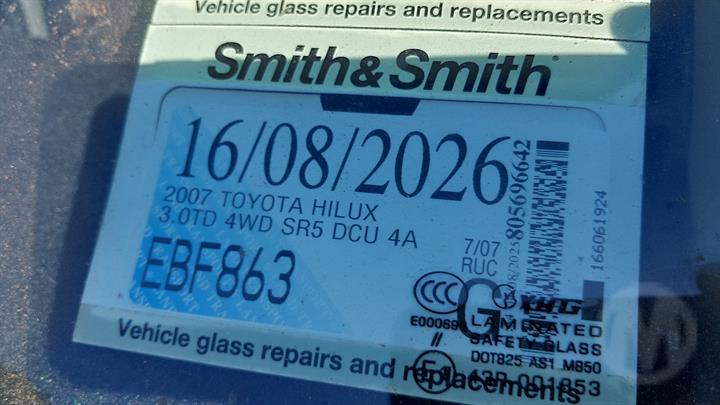 Vehicle glass repairs and replacements
Smith&Smith
16/08/2026
2007 TOYOTA HILUX
3.0TD 4WD SR5 DCU 4A
7/07
RUC
EBF863
805696642
166061924
LAMINATED
SAFETY GLASS
DOT825 AS1 M850
Vehicle glass repairs and replacements